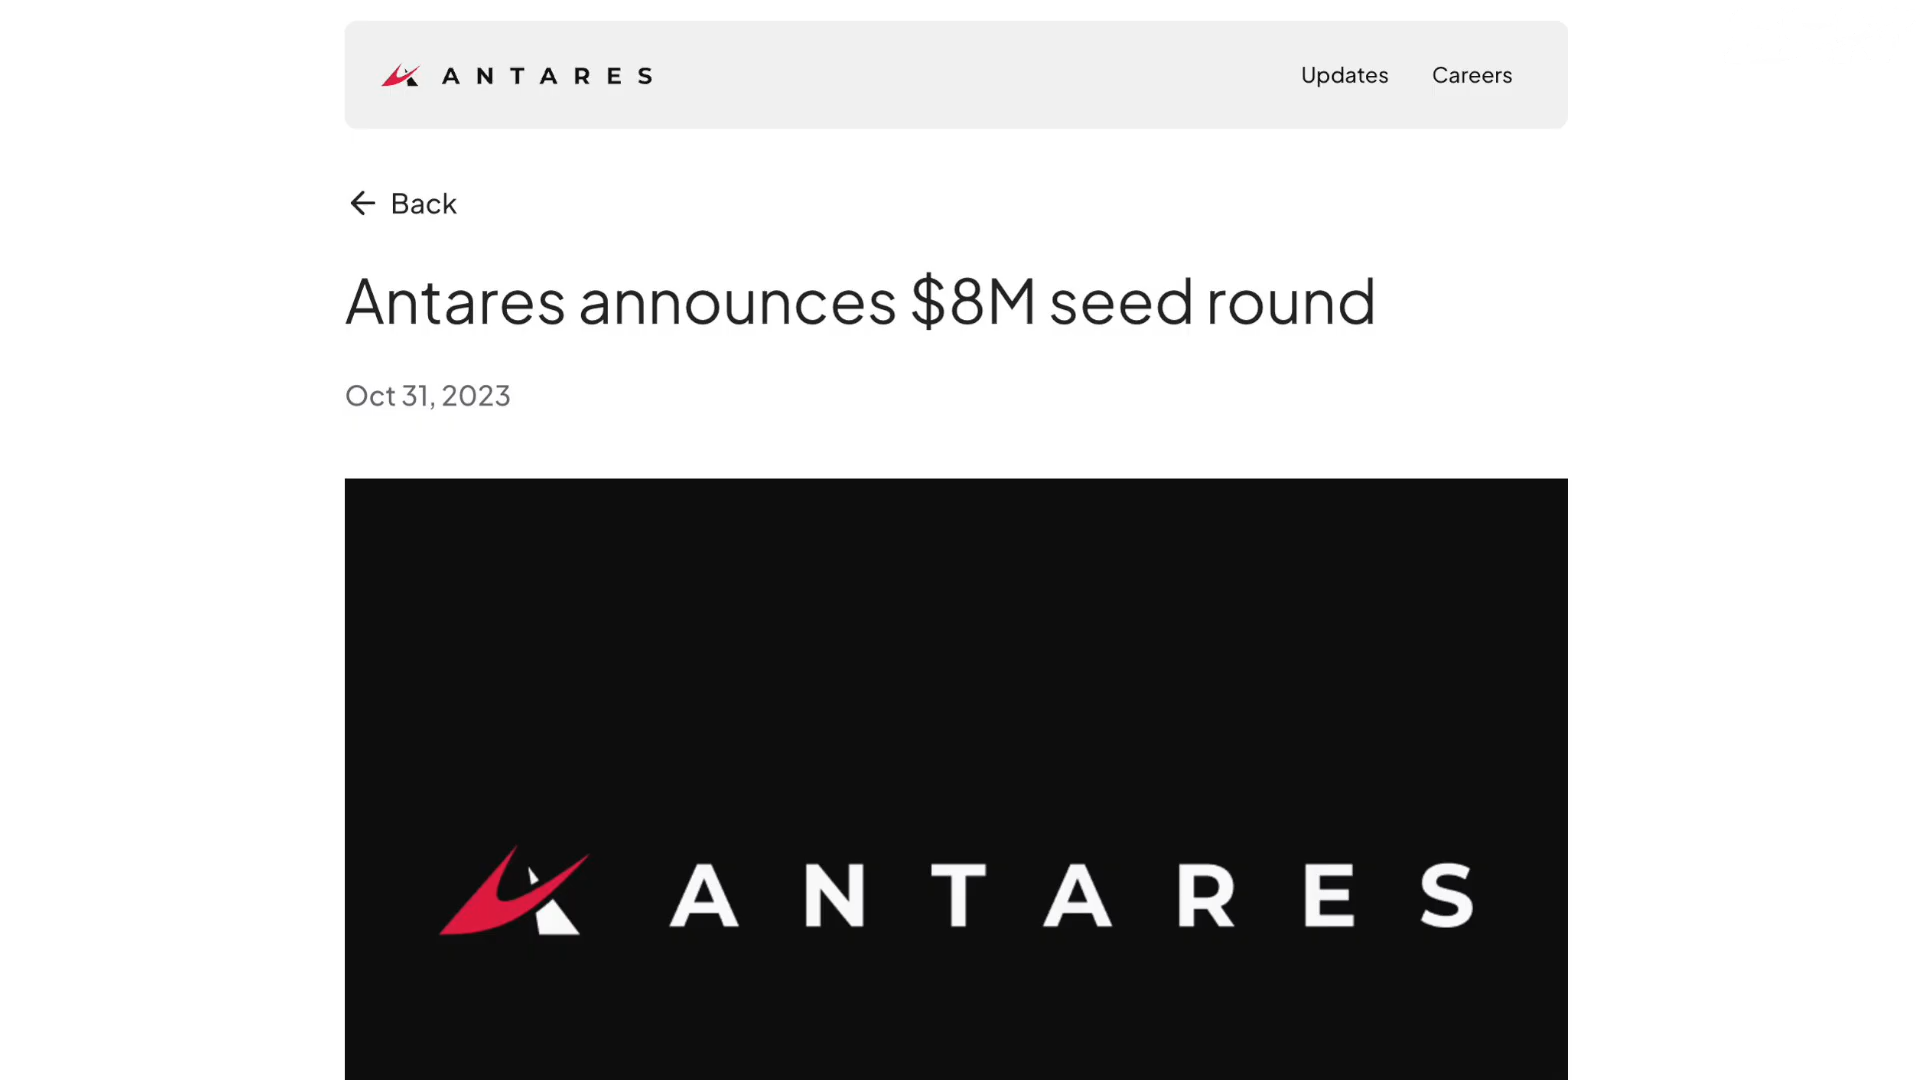 ANTARES
Updates
Careers
Back
Antares announces $8M seed round
Oct 31, 2023
ANTARES